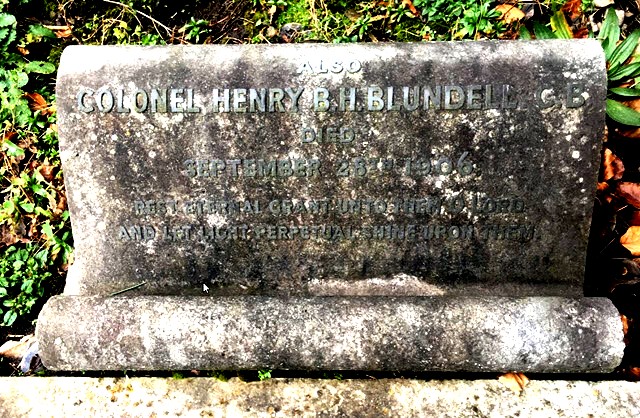 ALSO
COLONEL HENRY B.H. BLUNDELL C.B
DIED
SEPTEMBER 28TH 1906
REST ETERNAL GRANT UNTO THEM O LORD
AND LET LIGHT PERPETUAL SHINE UPON THEM.